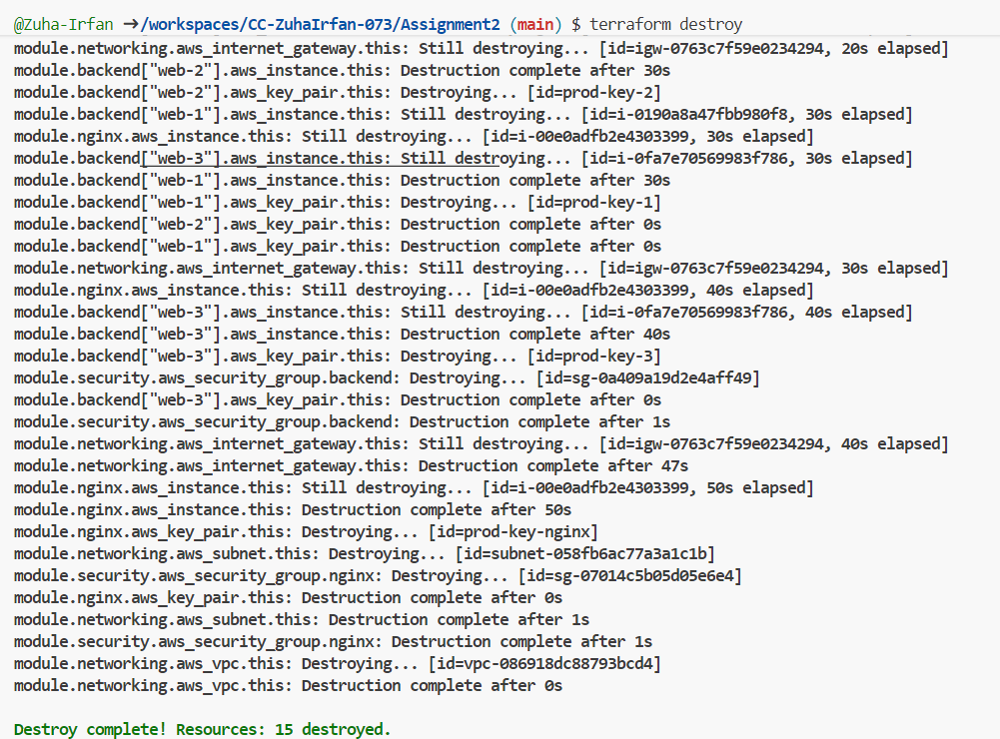 @Zuha-Irfan →/workspaces/CC-ZuhaIrfan-073/Assignment2 (main) $ terraform destroy
module.networking.aws_internet_gateway.this: Still destroying... [id=igw-0763c7f59e0234294, 20s elapsed]
module.backend["web-2"].aws_instance.this: Destruction complete after 30s
module.backend["web-2"].aws_key_pair.this: Destroying... [id=prod-key-2]
module.backend["web-1"].aws_instance.this: Still destroying... [id=i-0190a8a47fbb980f8, 30s elapsed]
module.nginx.aws_instance.this: Still destroying... [id=i-00e0adfb2e4303399, 30s elapsed]
module.backend["web-3"].aws_instance.this: Still destroying... [id=i-0fa7e70569983f786, 30s elapsed]
module.backend["web-1"].aws_instance.this: Destruction complete after 30s
module.backend["web-1"].aws_key_pair.this: Destroying... [id=prod-key-1]
module.backend["web-2"].aws_key_pair.this: Destruction complete after 0s
module.backend["web-1"].aws_key_pair.this: Destruction complete after 0s
module.networking.aws_internet_gateway.this: Still destroying... [id=igw-0763c7f59e0234294, 30s elapsed]
module.nginx.aws_instance.this: Still destroying... [id=i-00e0adfb2e4303399, 40s elapsed]
module.backend["web-3"].aws_instance.this: Still destroying... [id=i-0fa7e70569983f786, 40s elapsed]
module.backend["web-3"].aws_instance.this: Destruction complete after 40s
module.backend["web-3"].aws_key_pair.this: Destroying... [id=prod-key-3]
module.security.aws_security_group.backend: Destroying... [id=sg-0a409a19d2e4aff49]
module.backend["web-3"].aws_key_pair.this: Destruction complete after 0s
module.security.aws_security_group.backend: Destruction complete after 1s
module.networking.aws_internet_gateway.this: Still destroying... [id=igw-0763c7f59e0234294, 40s elapsed]
module.networking.aws_internet_gateway.this: Destruction complete after 47s
module.nginx.aws_instance.this: Still destroying... [id=i-00e0adfb2e4303399, 50s elapsed]
module.nginx.aws_instance.this: Destruction complete after 50s
module.nginx.aws_key_pair.this: Destroying... [id=prod-key-nginx]
module.networking.aws_subnet.this: Destroying... [id=subnet-058fb6ac77a3a1c1b]
module.security.aws_security_group.nginx: Destroying... [id=sg-07014c5b05d05e6e4]
module.nginx.aws_key_pair.this: Destruction complete after 0s
module.networking.aws_subnet.this: Destruction complete after 1s
module.security.aws_security_group.nginx: Destruction complete after 1s
module.networking.aws_vpc.this: Destroying... [id=vpc-086918dc88793bcd4]
module.networking.aws_vpc.this: Destruction complete after 0s
Destroy complete! Resources: 15 destroyed.